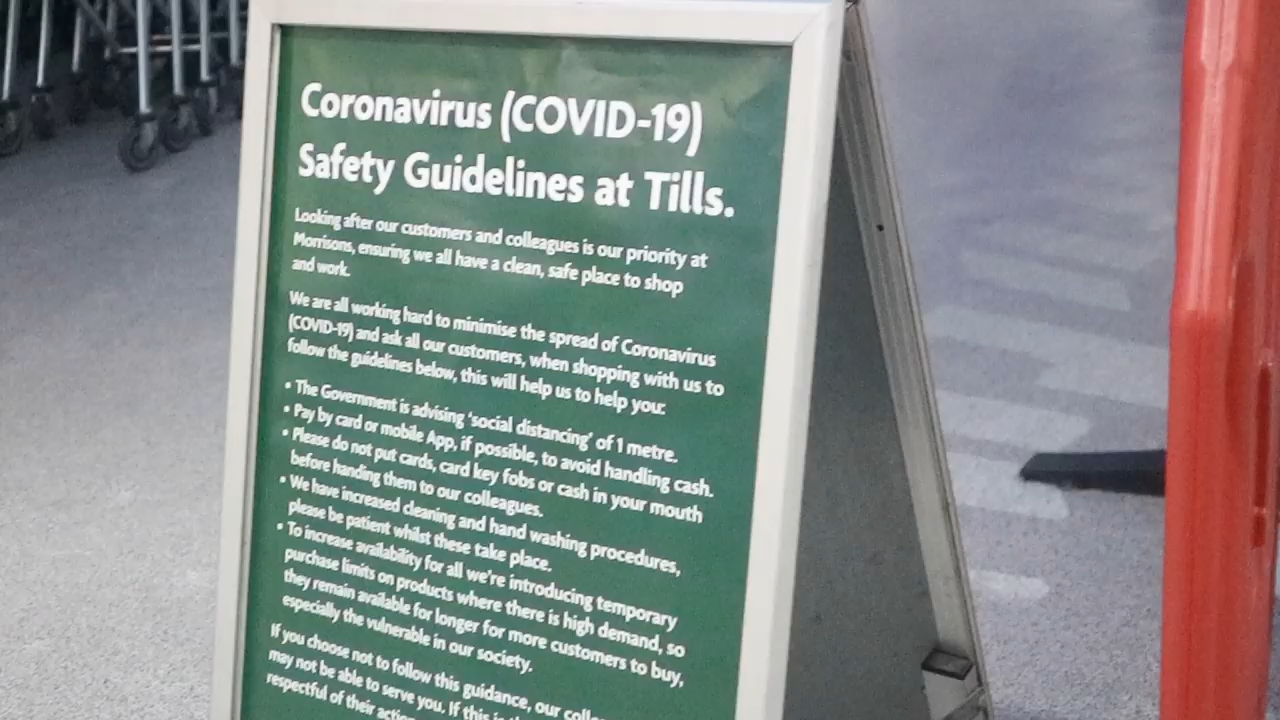 Coronavirus (COVID-19)
Safety Guidelines at Tills.
Looking after our customers and colleagues is our priority at
Morrisons, ensuring we all have a clean, safe place to shop
and work.
We are all working hard to minimise the spread of Coronavirus
(COVID-19) and ask all our customers, when shopping with us to
follow the guidelines below, this will help us to help you:
• The Government is advising 'social distancing' of 1 metre.
• Pay by card or mobile App, if possible, to avoid handling cash.
• Please do not put cards, card key fobs or cash in your mouth
before handing them to our colleagues.
• We have increased cleaning and hand washing procedures,
please be patient whilst these take place.
• To increase availability for all we're introducing temporary
purchase limits on products where there is high demand, so
they remain available for longer for more customers to buy,
especially the vulnerable in our society.
If you choose not to follow this guidance, our
may not be able to serve you. If this is
respectful of their